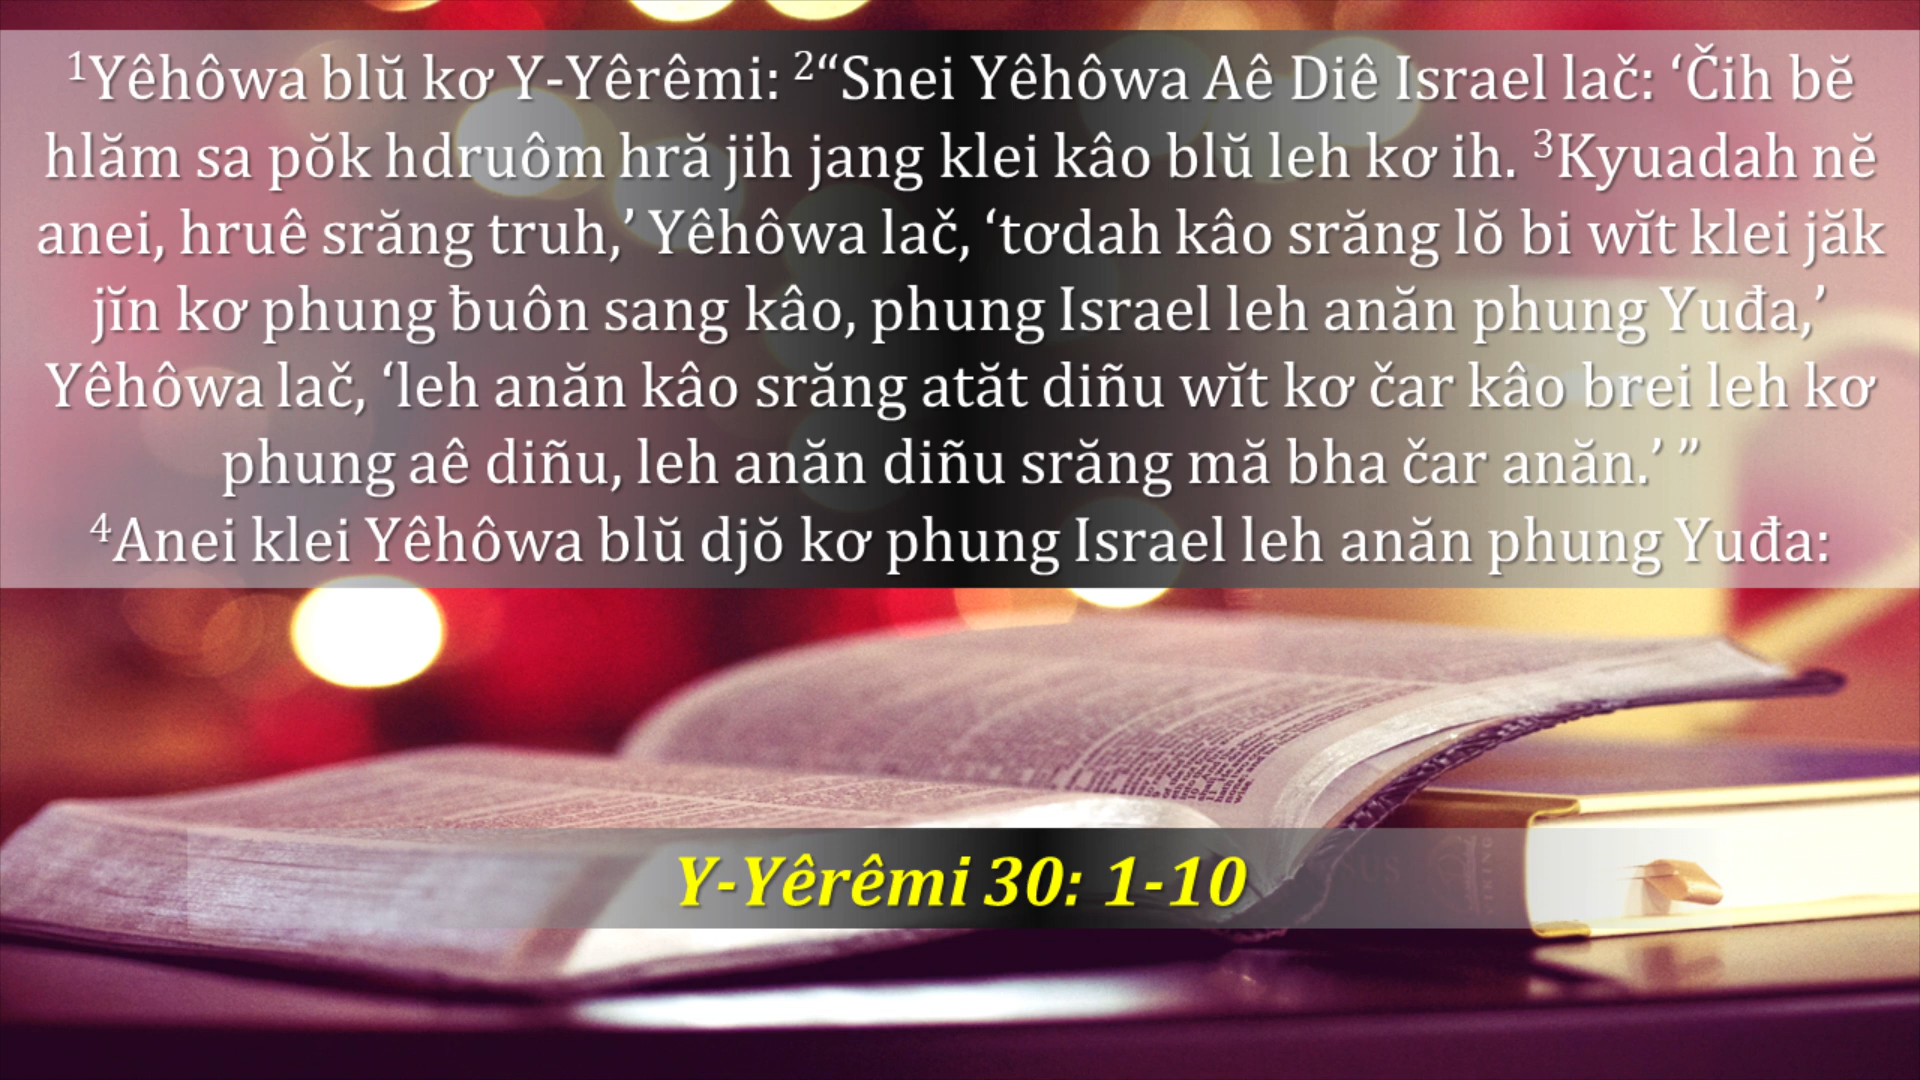 ¹Yêhôwa blŭ kơ Y-Yêrêmi: ²“Snei Yêhôwa Aê Diê Israel lač: ‘Čih bĕ
hlăm sa pŏk hdruôm hră jih jang klei kâo blŭ leh kơ ih. ³Kyuadah nĕ
anei, hruê srăng truh,’ Yêhôwa lač, ‘tơdah kâo srăng lŏ bi wĭt klei jăk
jĭn kơ phung ƀuôn sang kâo, phung Israel leh anăn phung Yuđa,’
Yêhôwa lač, ‘leh anăn kâo srăng atăt diñu wĭt kơ čar kâo brei leh kơ
phung aê diñu, leh anăn diñu srăng mă bha čar anăn.’ ”
⁴Anei klei Yêhôwa blŭ djŏ kơ phung Israel leh anăn phung Yuđa:
Y-Yêrêmi 30: 1-10